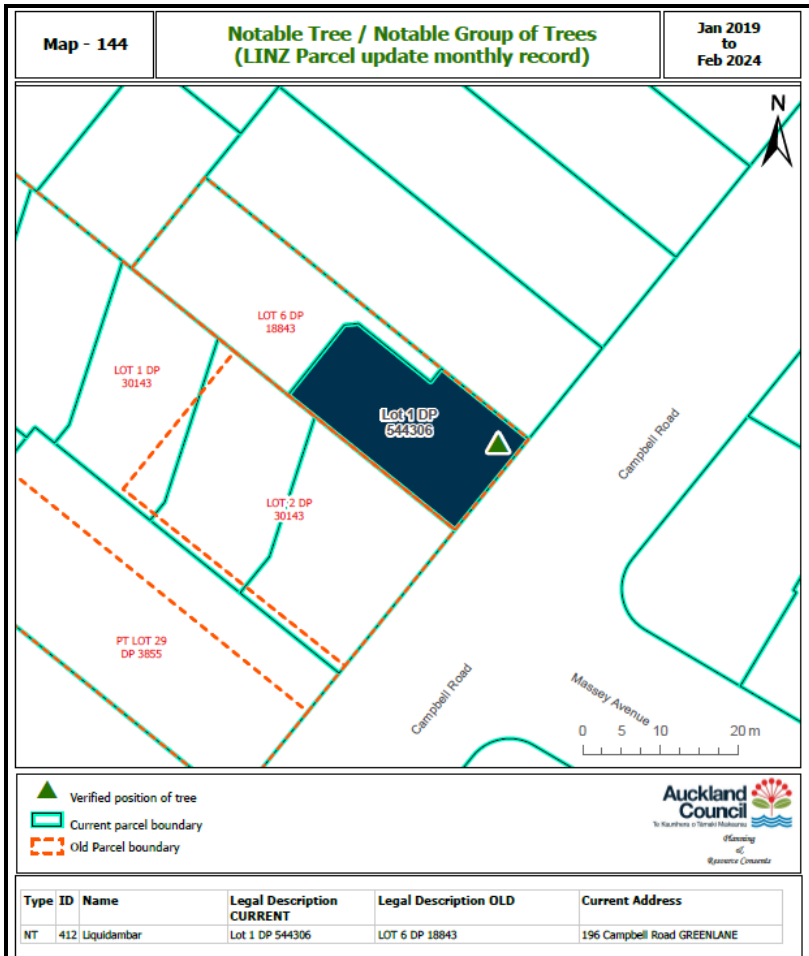 Map - 144
Notable Tree / Notable Group of Trees
(LINZ Parcel update monthly record)
Jan 2019
to
Feb 2024
N
LOT 6 DP
18843
LOT 1 DP
30143
Lot 1 DP
544306
Campbell Road
LOT 2 DP
30143
PT LOT 29
DP 3855
Campbell Road
Massey Avenue
0 5 10 20 m
Verified position of tree
Current parcel boundary
Old Parcel boundary
Auckland
Council
Te Kaunihera o Tāmaki Makaurau
Planning
&
Resource Consents
Type ID Name Legal Description CURRENT Legal Description OLD Current Address
NT 412 Liquidambar Lot 1 DP 544306 LOT 6 DP 18843 196 Campbell Road GREENLANE